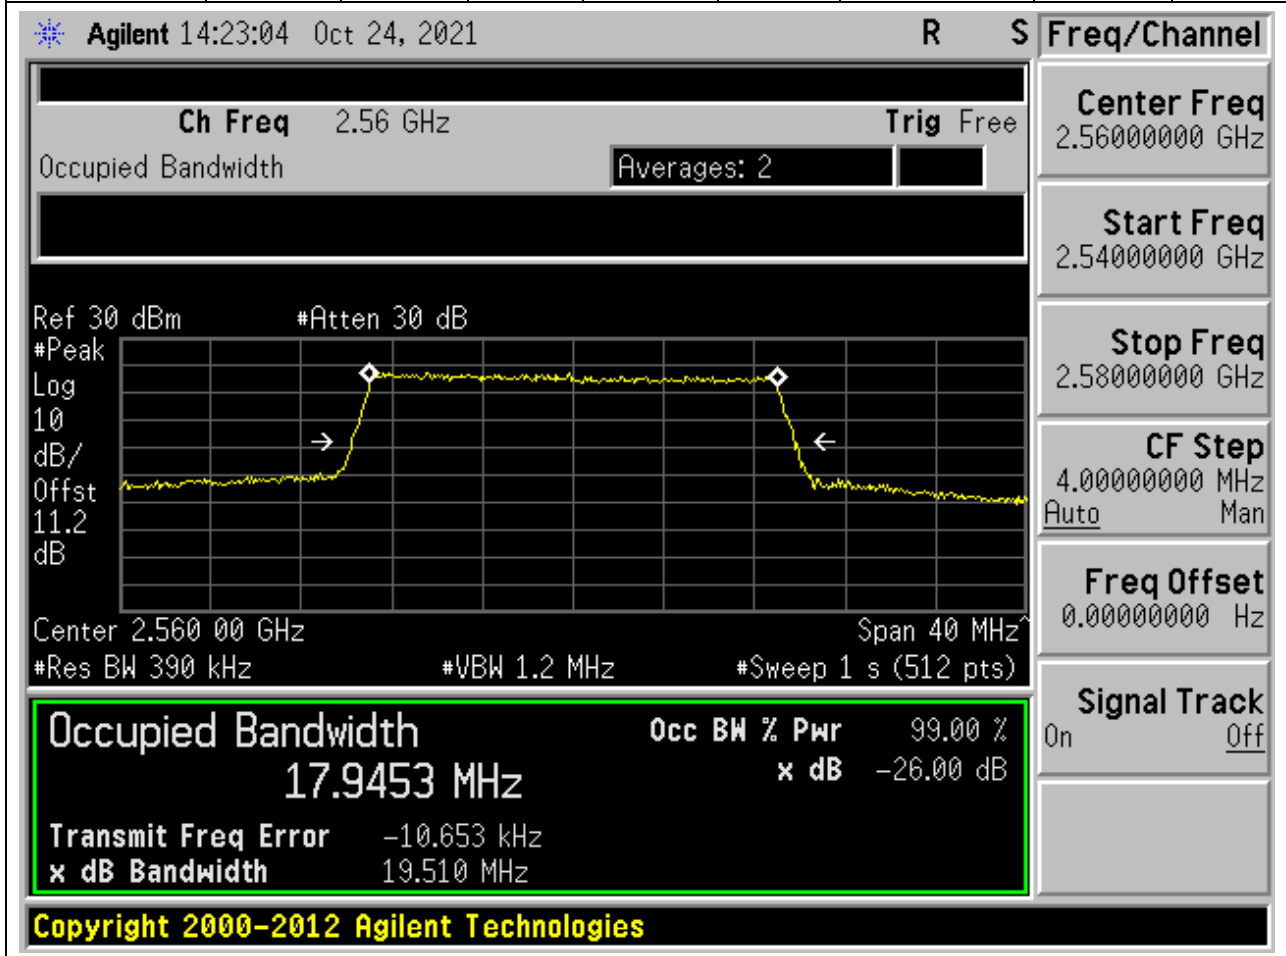 Agilent 14:23:04 Oct 24, 2021 R S Freq/Channel
Ch Freq 2.56 GHz Trig Free
Occupied Bandwidth Averages: 2
Center Freq
2.56000000 GHz
Start Freq
2.54000000 GHz
Stop Freq
2.58000000 GHz
CF Step
4.00000000 MHz
Auto Man
Freq Offset
0.00000000 Hz
Signal Track
On Off
Ref 30 dBm #Atten 30 dB
#Peak
Log
10
dB/
Offst
11.2
dB
Center 2.560 00 GHz Span 40 MHz^
#Res BW 390 kHz #VBW 1.2 MHz #Sweep 1 s (512 pts)
Occupied Bandwidth Occ BW % Pwr 99.00 %
17.9453 MHz x dB -26.00 dB
Transmit Freq Error -10.653 kHz
x dB Bandwidth 19.510 MHz
Copyright 2000-2012 Agilent Technologies